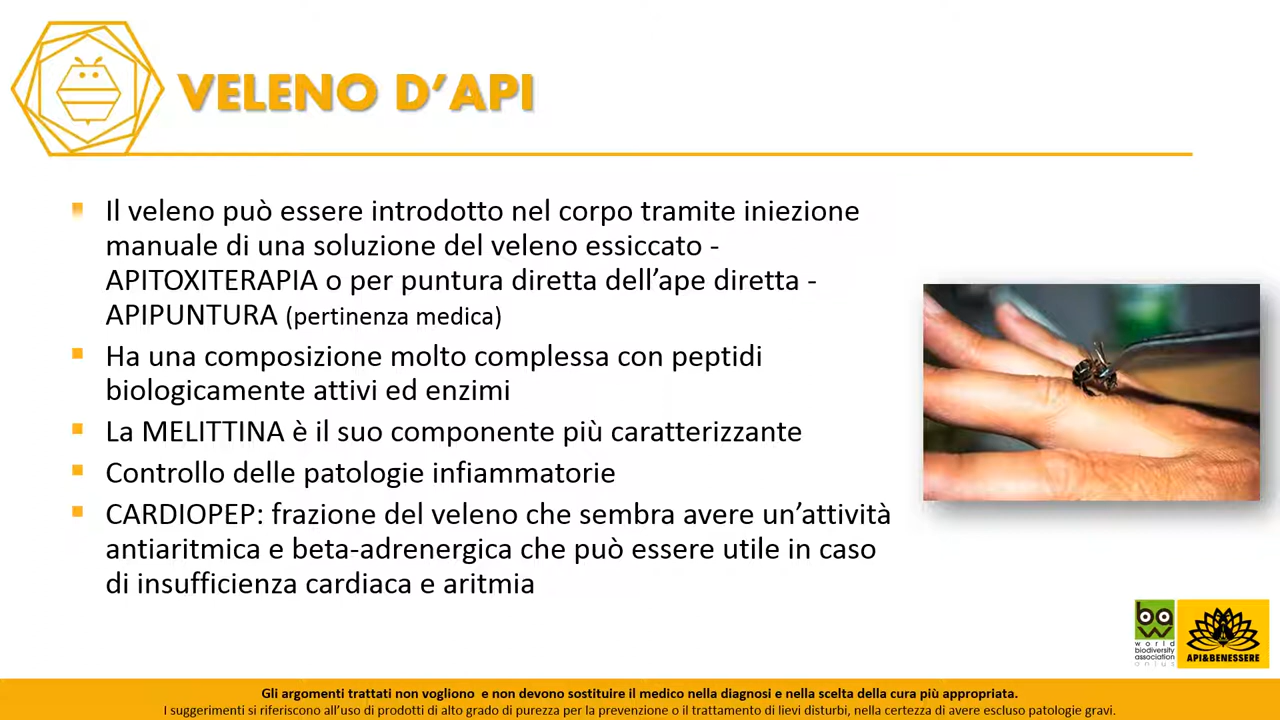 VELENO D’API
Il veleno può essere introdotto nel corpo tramite iniezione
manuale di una soluzione del veleno essiccato -
APITOXITERAPIA o per puntura diretta dell’ape diretta -
APIPUNTURA (pertinenza medica)
Ha una composizione molto complessa con peptidi
biologicamente attivi ed enzimi
La MELITTINA è il suo componente più caratterizzante
Controllo delle patologie infiammatorie
CARDIOPEP: frazione del veleno che sembra avere un’attività
antiaritmica e beta-adrenergica che può essere utile in caso
di insufficienza cardiaca e aritmia
baw
world
biodiversity
association
onlus
API&BENESSERE
Gli argomenti trattati non vogliono e non devono sostituire il medico nella diagnosi e nella scelta della cura più appropriata.
I suggerimenti si riferiscono all’uso di prodotti di alto grado di purezza per la prevenzione o il trattamento di lievi disturbi, nella certezza di avere escluso patologie gravi.